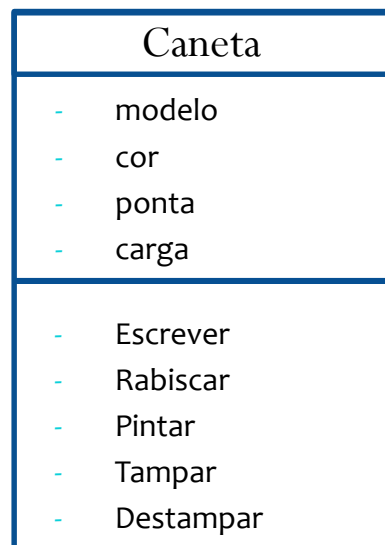 Caneta
- modelo
- cor
- ponta
- carga
- Escrever
- Rabiscar
- Pintar
- Tampar
- Destampar